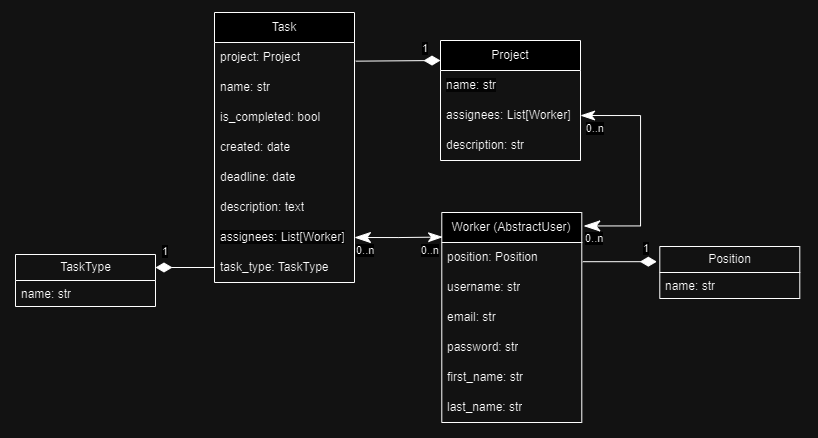 Task
project: Project
name: str
is_completed: bool
created: date
deadline: date
description: text
assignees: List[Worker]
task_type: TaskType
1
Project
name: str
assignees: List[Worker]
description: str
0..n
0..n
0..n
0..n
Worker (AbstractUser)
position: Position
username: str
email: str
password: str
first_name: str
last_name: str
1
Position
name: str
1
TaskType
name: str